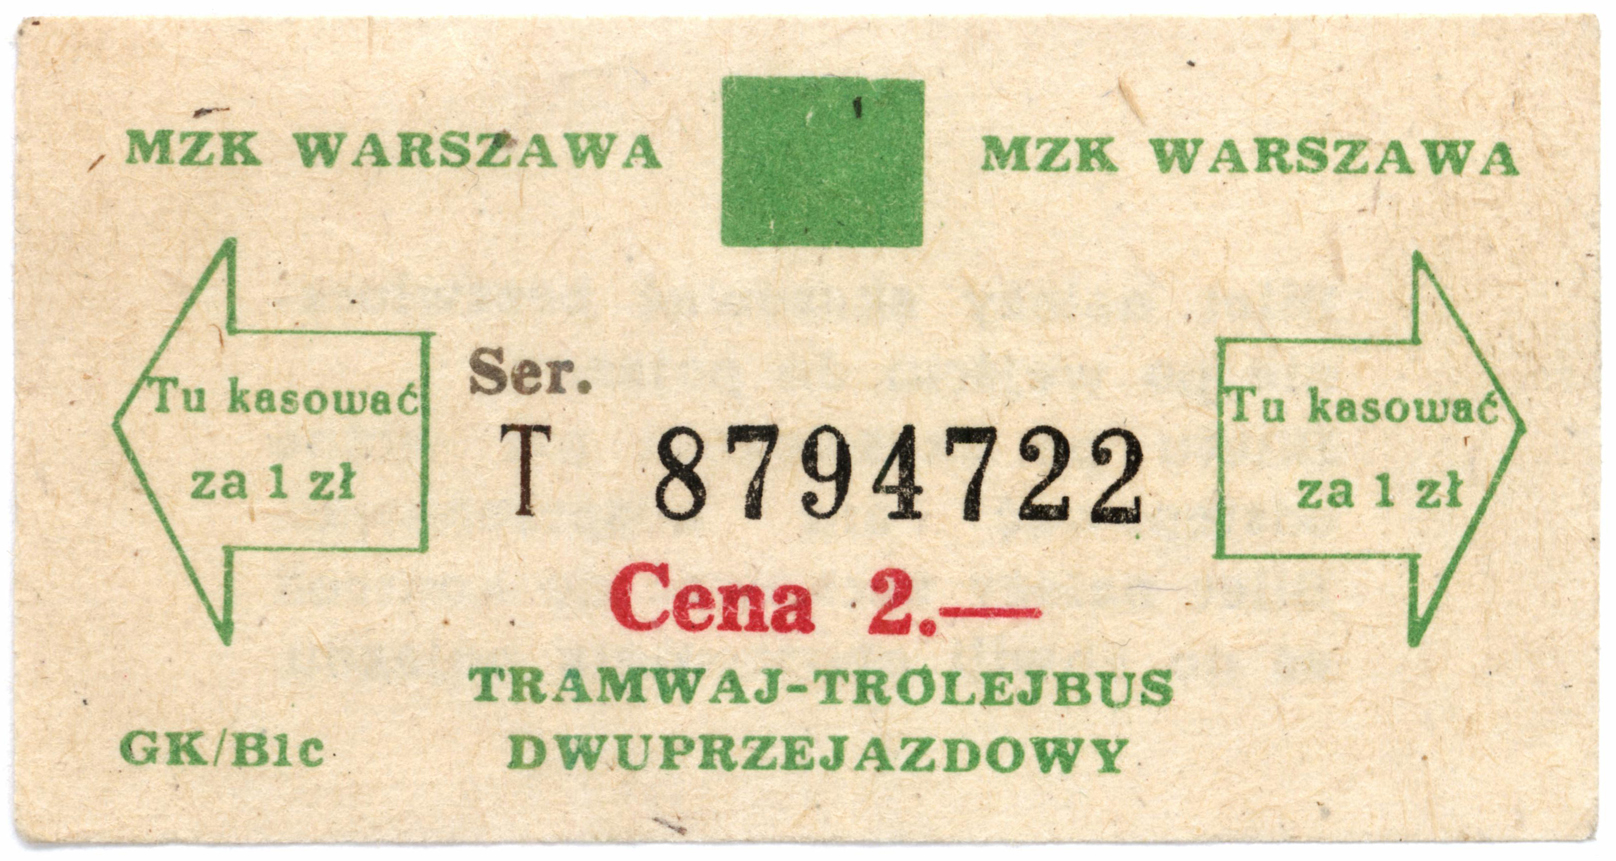 MZK WARSZAWA
MZK WARSZAWA
Tu kasować
za 1 zł
Ser.
T 8794722
Tu kasować
za 1 zł
Cena 2.—
TRAMWAJ-TROLEJBUS
DWUPRZEJAZDOWY
GK/B1c